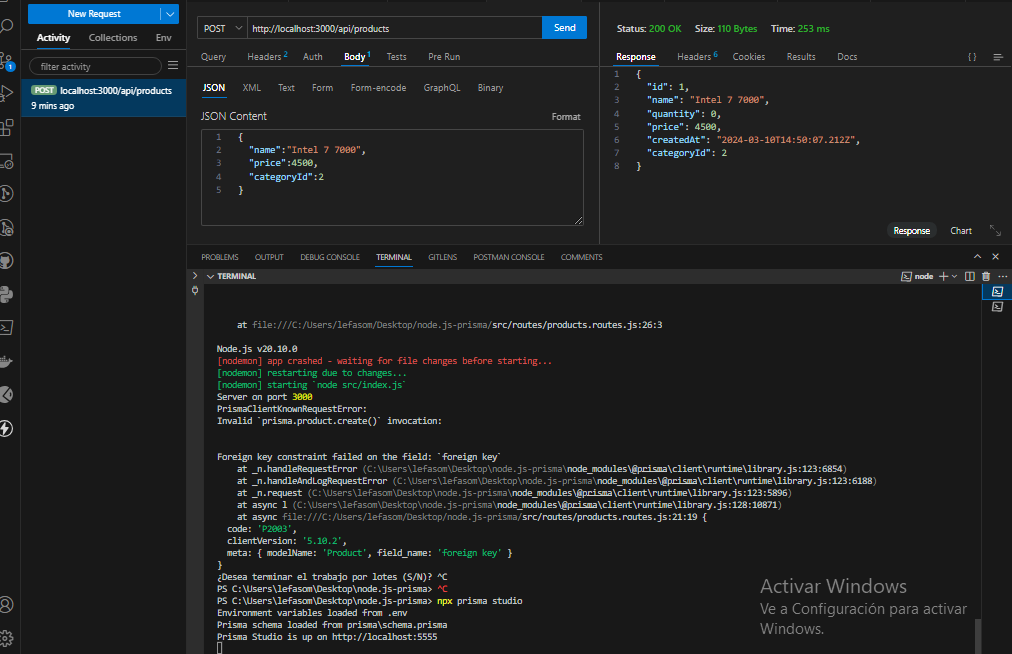 New Request
Activity Collections Env
filter activity
POST localhost:3000/api/products
9 mins ago
1
POST http://localhost:3000/api/products Send
Query Headers 2 Auth Body 1 Tests Pre Run
JSON XML Text Form Form-encode GraphQL Binary
JSON Content Format
1 {
2 "name":"Intel 7 7000",
3 "price":4500,
4 "categoryId":2
5 }
Status: 200 OK Size: 110 Bytes Time: 253 ms
Response Headers 6 Cookies Results Docs { }
1 {
2 "id": 1,
3 "name": "Intel 7 7000",
4 "quantity": 0,
5 "price": 4500,
6 "createdAt": "2024-03-10T14:50:07.212Z",
7 "categoryId": 2
8 }
Response Chart
PROBLEMS OUTPUT DEBUG CONSOLE TERMINAL GITLENS POSTMAN CONSOLE COMMENTS
TERMINAL node
at file:///C:/Users/lefasom/Desktop/node.js-prisma/src/routes/products.routes.js:26:3
Node.js v20.10.0
[nodemon] app crashed - waiting for file changes before starting...
[nodemon] restarting due to changes...
[nodemon] starting `node src/index.js`
Server on port 3000
PrismaClientKnownRequestError:
Invalid `prisma.product.create()` invocation:
Foreign key constraint failed on the field: `foreign key`
at _n.handleRequestError (C:\Users\lefasom\Desktop\node.js-prisma\node_modules\@prisma\client\runtime\library.js:123:6854)
at _n.handleAndLogRequestError (C:\Users\lefasom\Desktop\node.js-prisma\node_modules\@prisma\client\runtime\library.js:123:6188)
at _n.request (C:\Users\lefasom\Desktop\node.js-prisma\node_modules\@prisma\client\runtime\library.js:123:5896)
at async l (C:\Users\lefasom\Desktop\node.js-prisma\node_modules\@prisma\client\runtime\library.js:128:10871)
at async file:///C:/Users/lefasom/Desktop/node.js-prisma/src/routes/products.routes.js:21:19 {
code: 'P2003',
clientVersion: '5.10.2',
meta: { modelName: 'Product', field_name: 'foreign key' }
}
¿Desea terminar el trabajo por lotes (S/N)? ^C
PS C:\Users\lefasom\Desktop\node.js-prisma> ^C
PS C:\Users\lefasom\Desktop\node.js-prisma> npx prisma studio
Environment variables loaded from .env
Prisma schema loaded from prisma\schema.prisma
Prisma Studio is up on http://localhost:5555
Activar Windows
Ve a Configuración para activar
Windows.